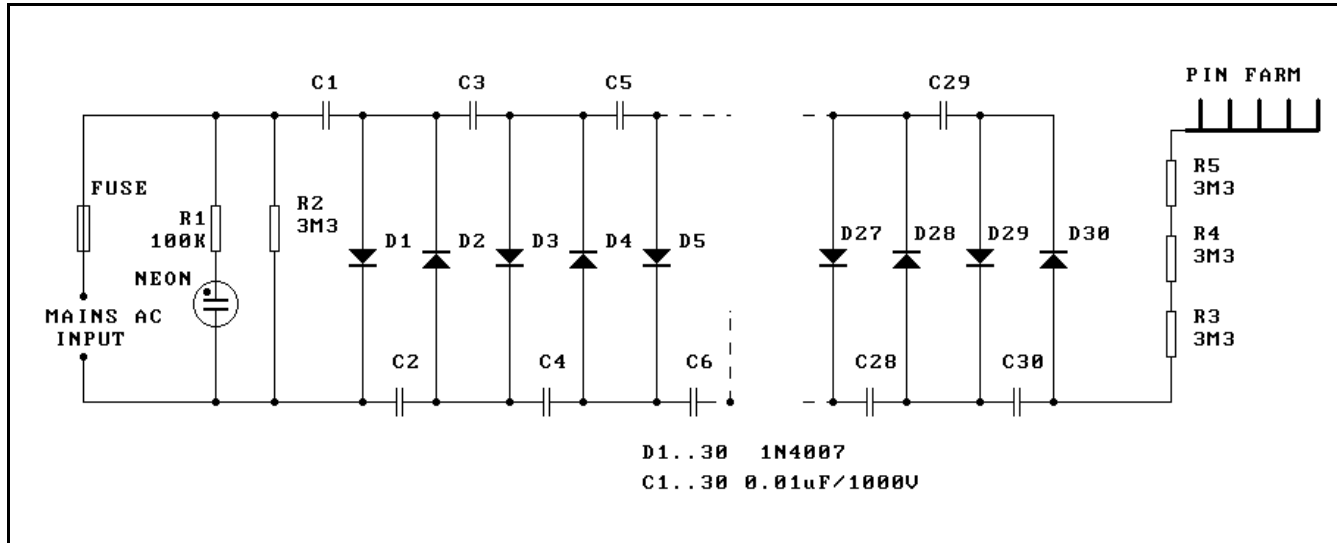 C1
C3
C5
C29
PIN FARM
FUSE
R1
100K
R2
3M3
D1
D2
D3
D4
D5
D27
D28
D29
D30
R5
3M3
R4
3M3
R3
3M3
NEON
MAINS AC
INPUT
C2
C4
C6
C28
C30
D1..30 1N4007
C1..30 0.01uF/1000V